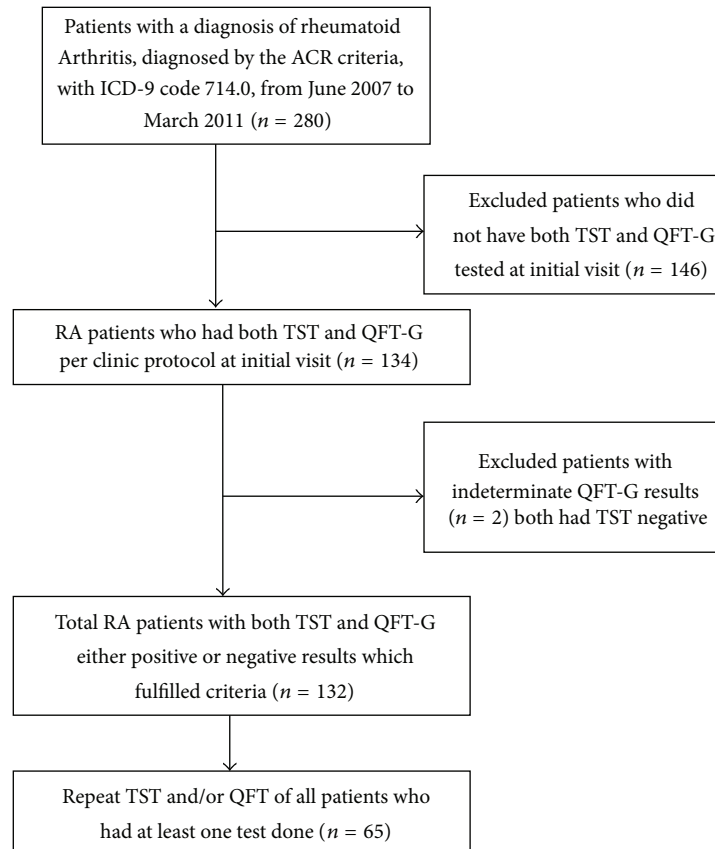 Patients with a diagnosis of rheumatoid
Arthritis, diagnosed by the ACR criteria,
with ICD-9 code 714.0, from June 2007 to
March 2011 (n = 280)
Excluded patients who did
not have both TST and QFT-G
tested at initial visit (n = 146)
RA patients who had both TST and QFT-G
per clinic protocol at initial visit (n = 134)
Excluded patients with
indeterminate QFT-G results
(n = 2) both had TST negative
Total RA patients with both TST and QFT-G
either positive or negative results which
fulfilled criteria (n = 132)
Repeat TST and/or QFT of all patients who
had at least one test done (n = 65)